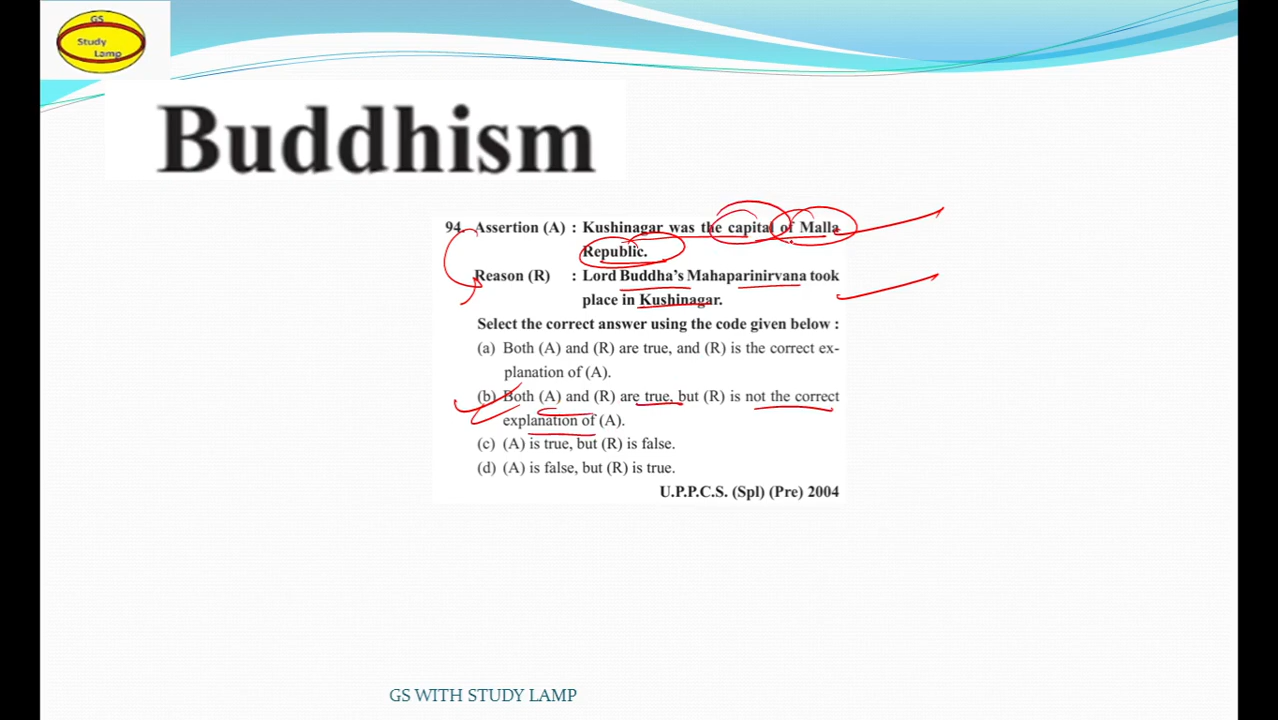 GS
Study
Lamp
Buddhism
94. Assertion (A) : Kushinagar was the capital of Malla
Republic.
Reason (R) : Lord Buddha's Mahaparinirvana took
place in Kushinagar.
Select the correct answer using the code given below :
(a) Both (A) and (R) are true, and (R) is the correct ex-
planation of (A).
(b) Both (A) and (R) are true, but (R) is not the correct
explanation of (A).
(c) (A) is true, but (R) is false.
(d) (A) is false, but (R) is true.
U.P.P.C.S. (Spl) (Pre) 2004
GS WITH STUDY LAMP